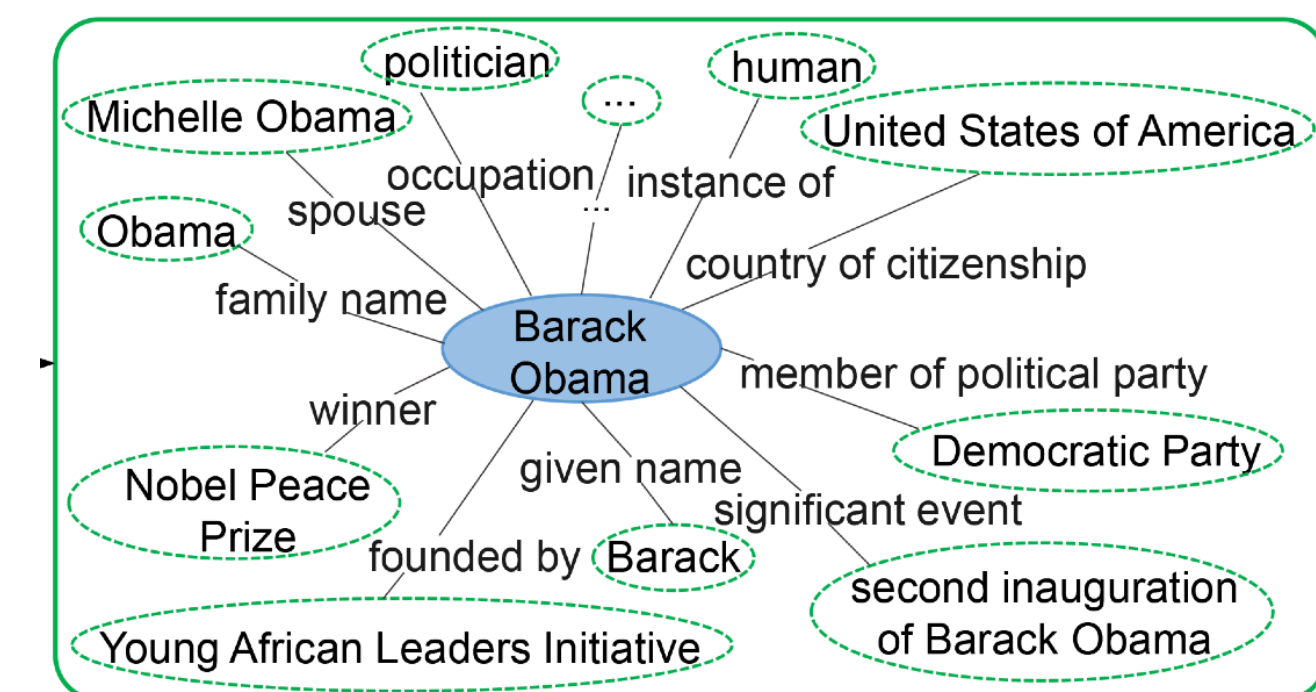 politician
...
human
Michelle Obama
United States of America
occupation
instance of
...
spouse
Obama
country of citizenship
family name
Barack
Obama
member of political party
winner
Democratic Party
given name
Nobel Peace
Prize
significant event
founded by
Barack
second inauguration
of Barack Obama
Young African Leaders Initiative